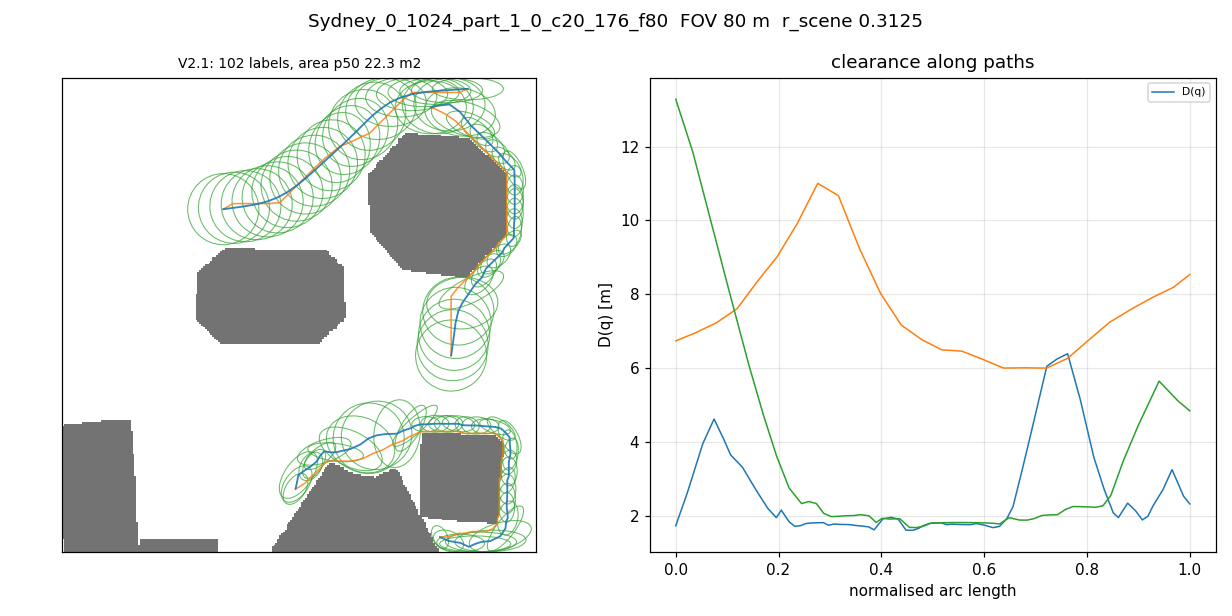 Sydney_0_1024_part_1_0_c20_176_f80  FOV 80 m  r_scene 0.3125
V2.1: 102 labels, area p50 22.3 m2
clearance along paths
D(q)
12
10
8
6
4
2
D(q) [m]
0.0 0.2 0.4 0.6 0.8 1.0
normalised arc length